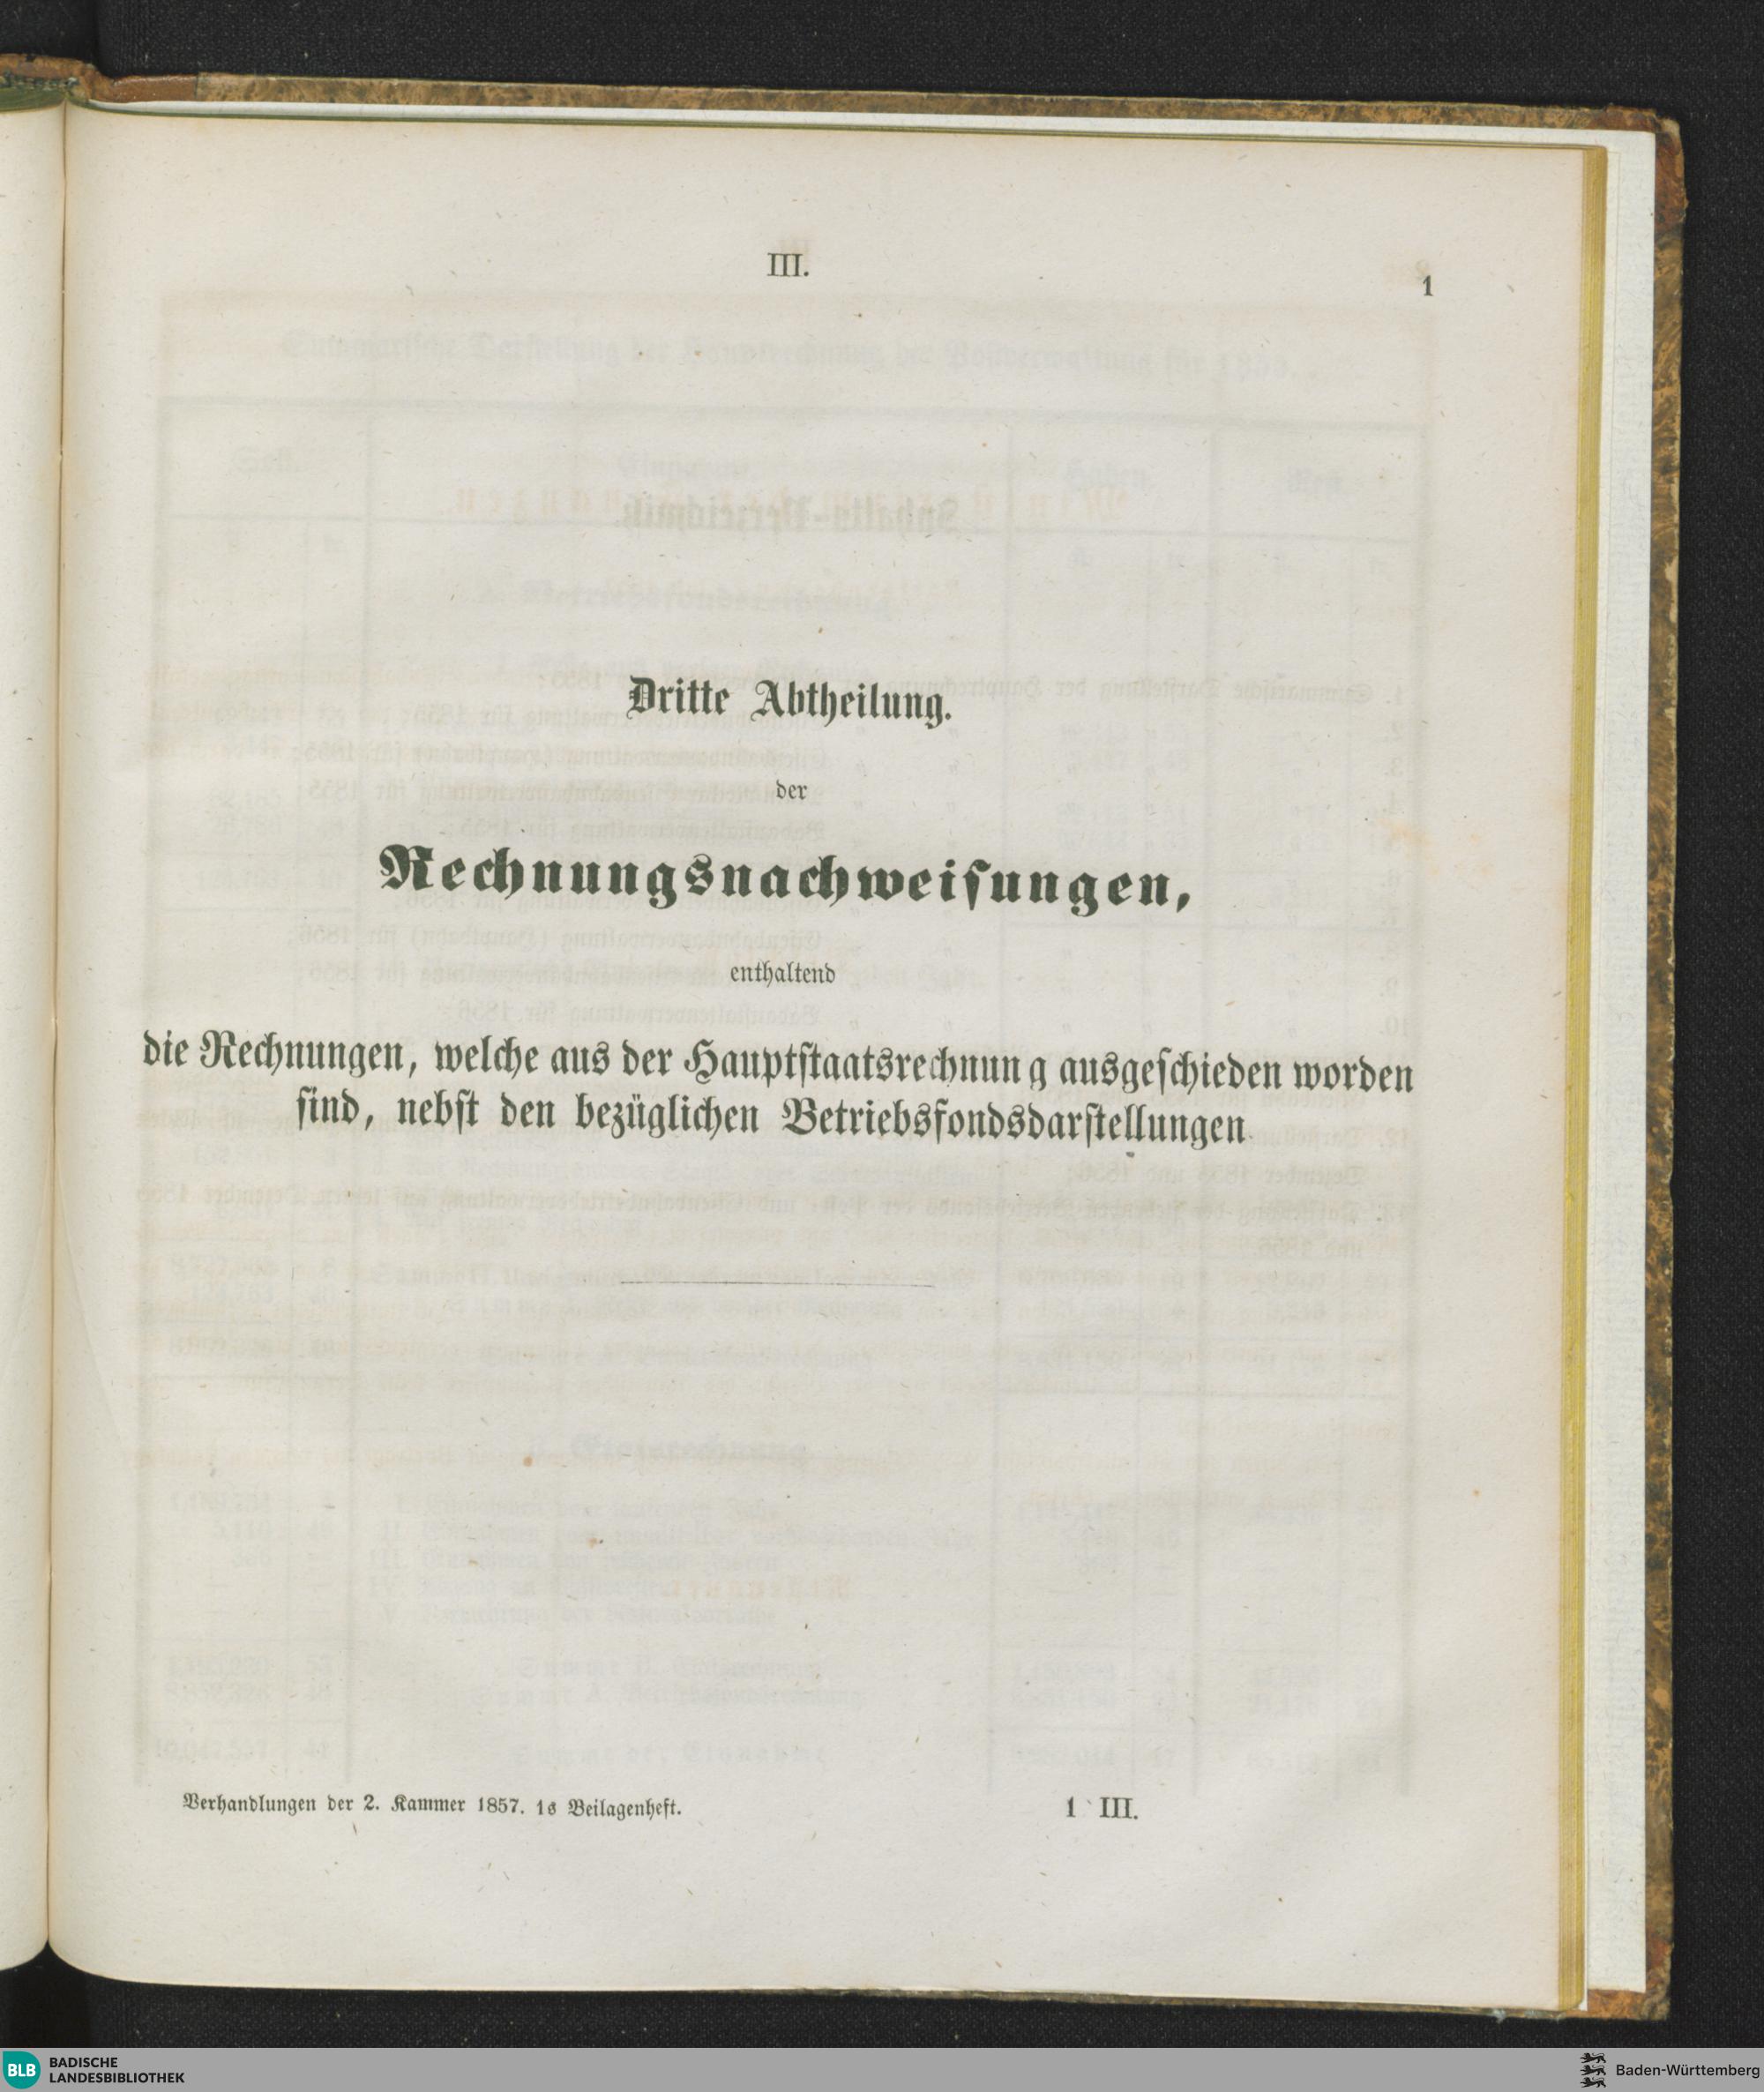 III.
1
Dritte Abtheilung.
der
Rechnungsnachweisungen,
enthaltend
die Rechnungen, welche aus der Hauptstaatsrechnung ausgeschieden worden
sind, nebst den bezüglichen Betriebsfondsdarstellungen
Verhandlungen der 2. Kammer 1857. 1s Beilagenheft.
1 III.
BLB
BADISCHE
LANDESBIBLIOTHEK
Baden-Württemberg